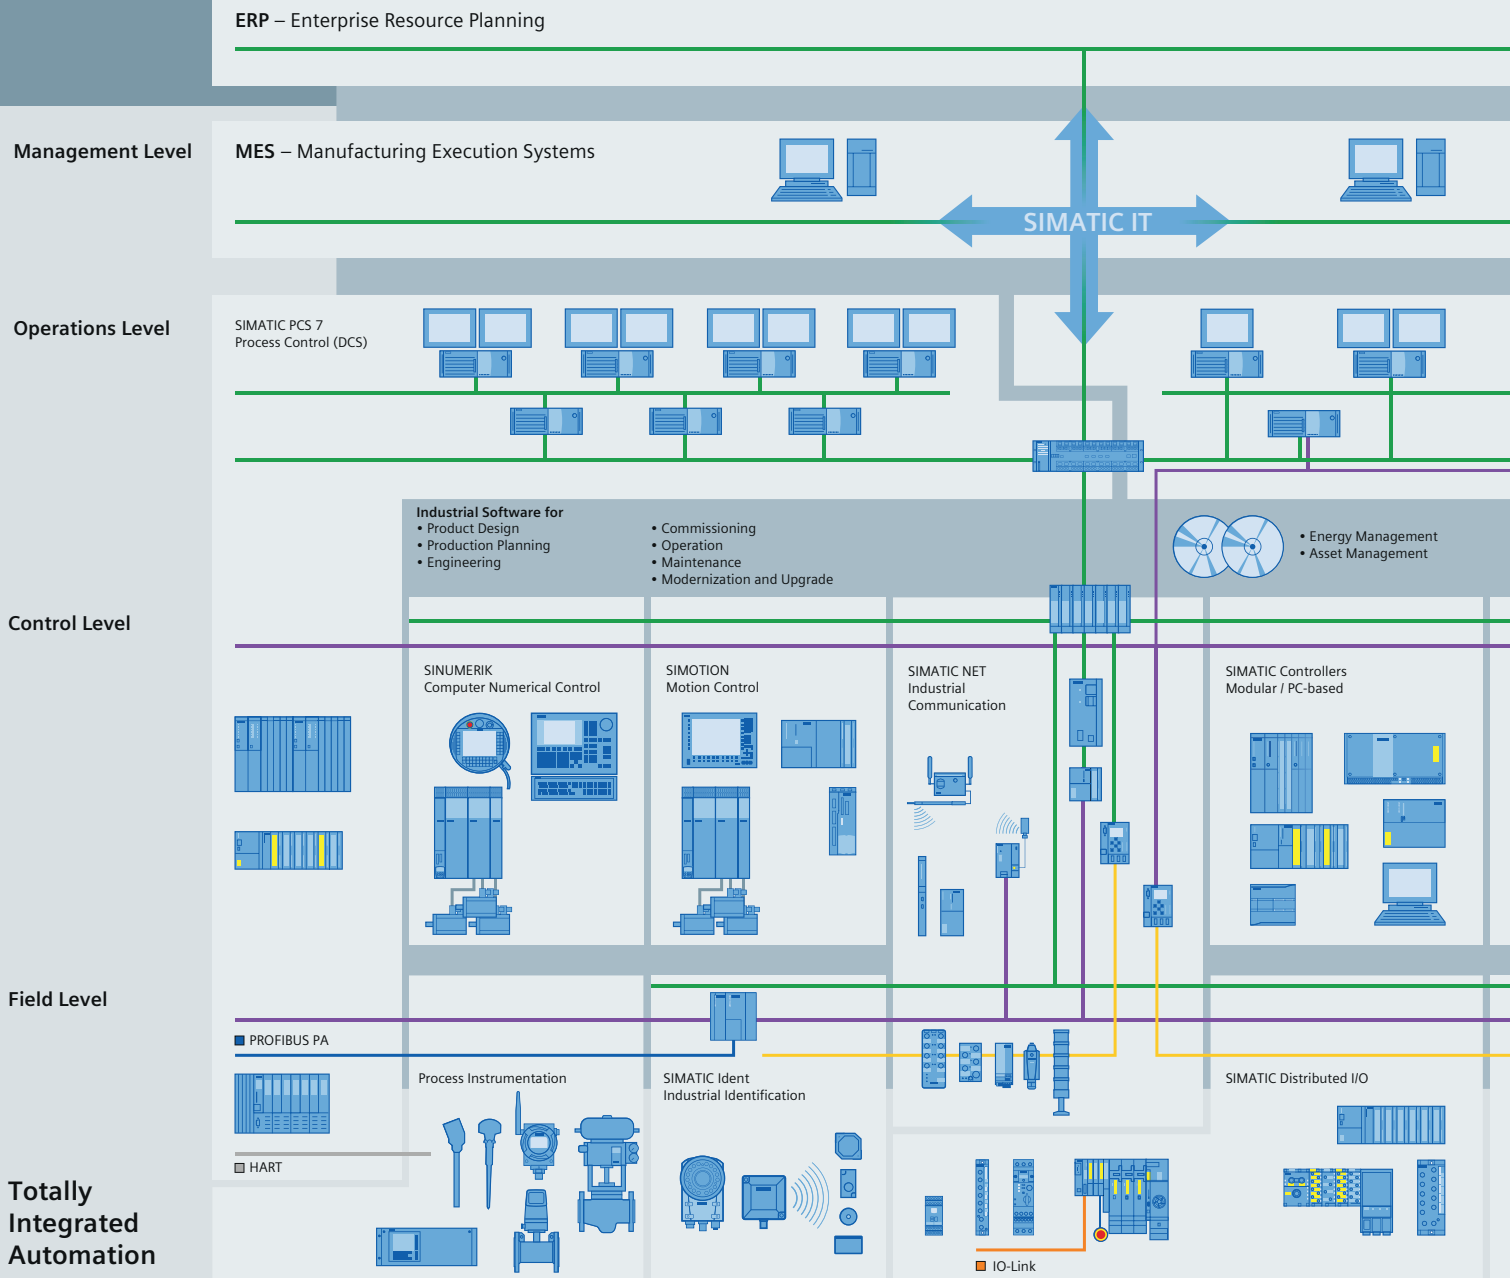 ERP – Enterprise Resource Planning
Management Level
MES – Manufacturing Execution Systems
SIMATIC IT
Operations Level
SIMATIC PCS 7
Process Control (DCS)
Industrial Software for
• Product Design
• Production Planning
• Engineering
• Commissioning
• Operation
• Maintenance
• Modernization and Upgrade
• Energy Management
• Asset Management
Control Level
SINUMERIK
Computer Numerical Control
SIMOTION
Motion Control
SIMATIC NET
Industrial
Communication
SIMATIC Controllers
Modular / PC-based
Field Level
PROFIBUS PA
Process Instrumentation
SIMATIC Ident
Industrial Identification
SIMATIC Distributed I/O
HART
Totally
Integrated
Automation
IO-Link